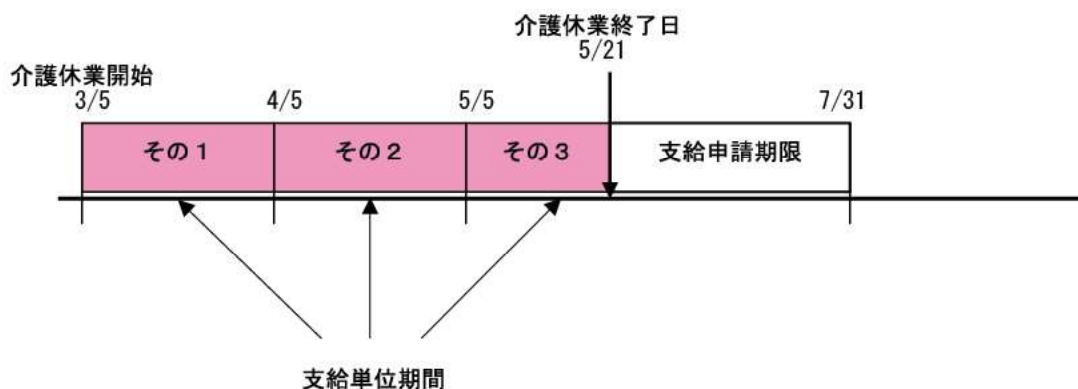 介護休業終了日
5/21
介護休業開始
3/5
4/5
5/5
7/31
その1
その2
その3
支給申請期限
支給単位期間